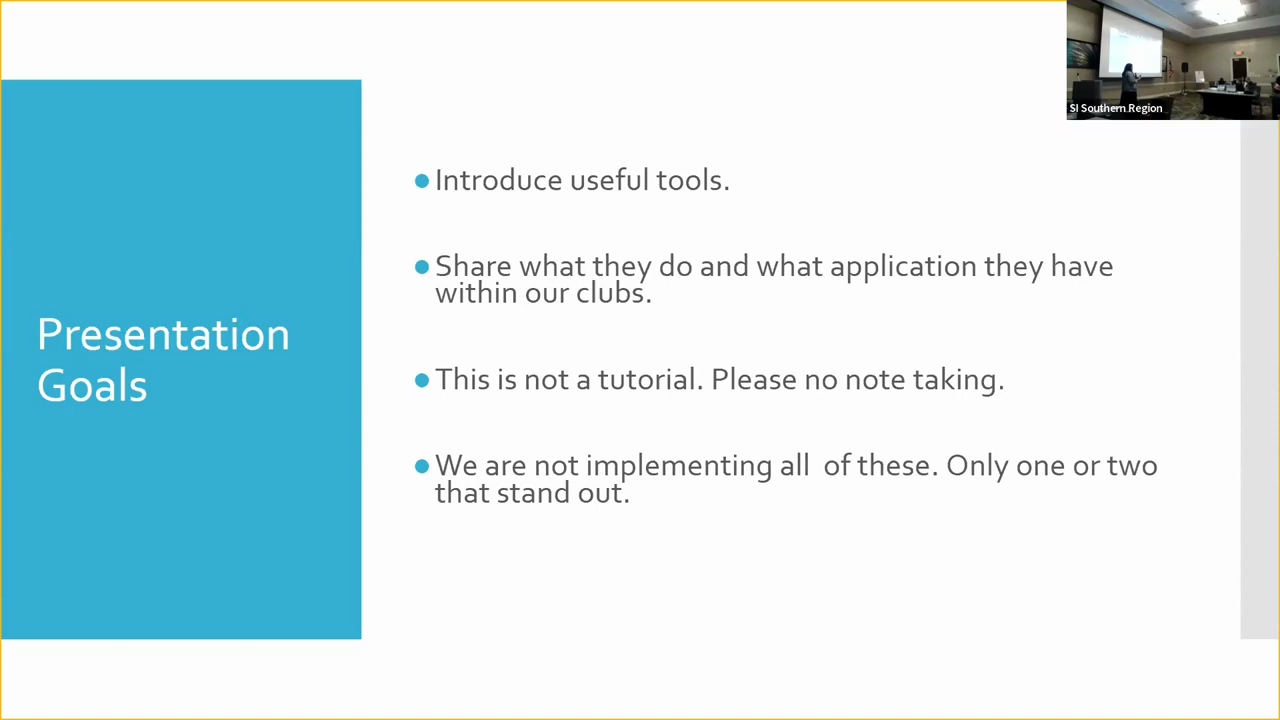 SI Southern Region
Presentation
Goals
Introduce useful tools.
Share what they do and what application they have
within our clubs.
This is not a tutorial. Please no note taking.
We are not implementing all  of these. Only one or two
that stand out.